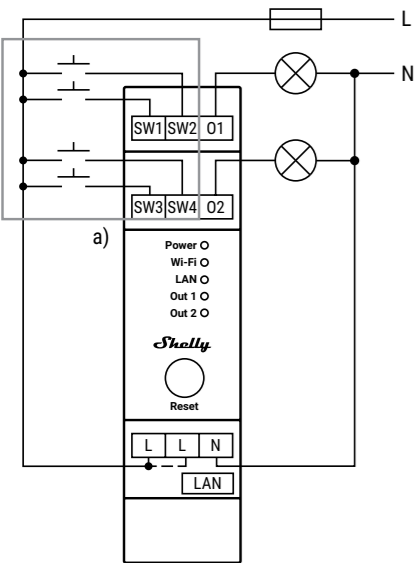 L
N
SW1 SW2 O1
SW3 SW4 O2
a)
Power
Wi-Fi
LAN
Out 1
Out 2
Shelly
Reset
L L N
LAN